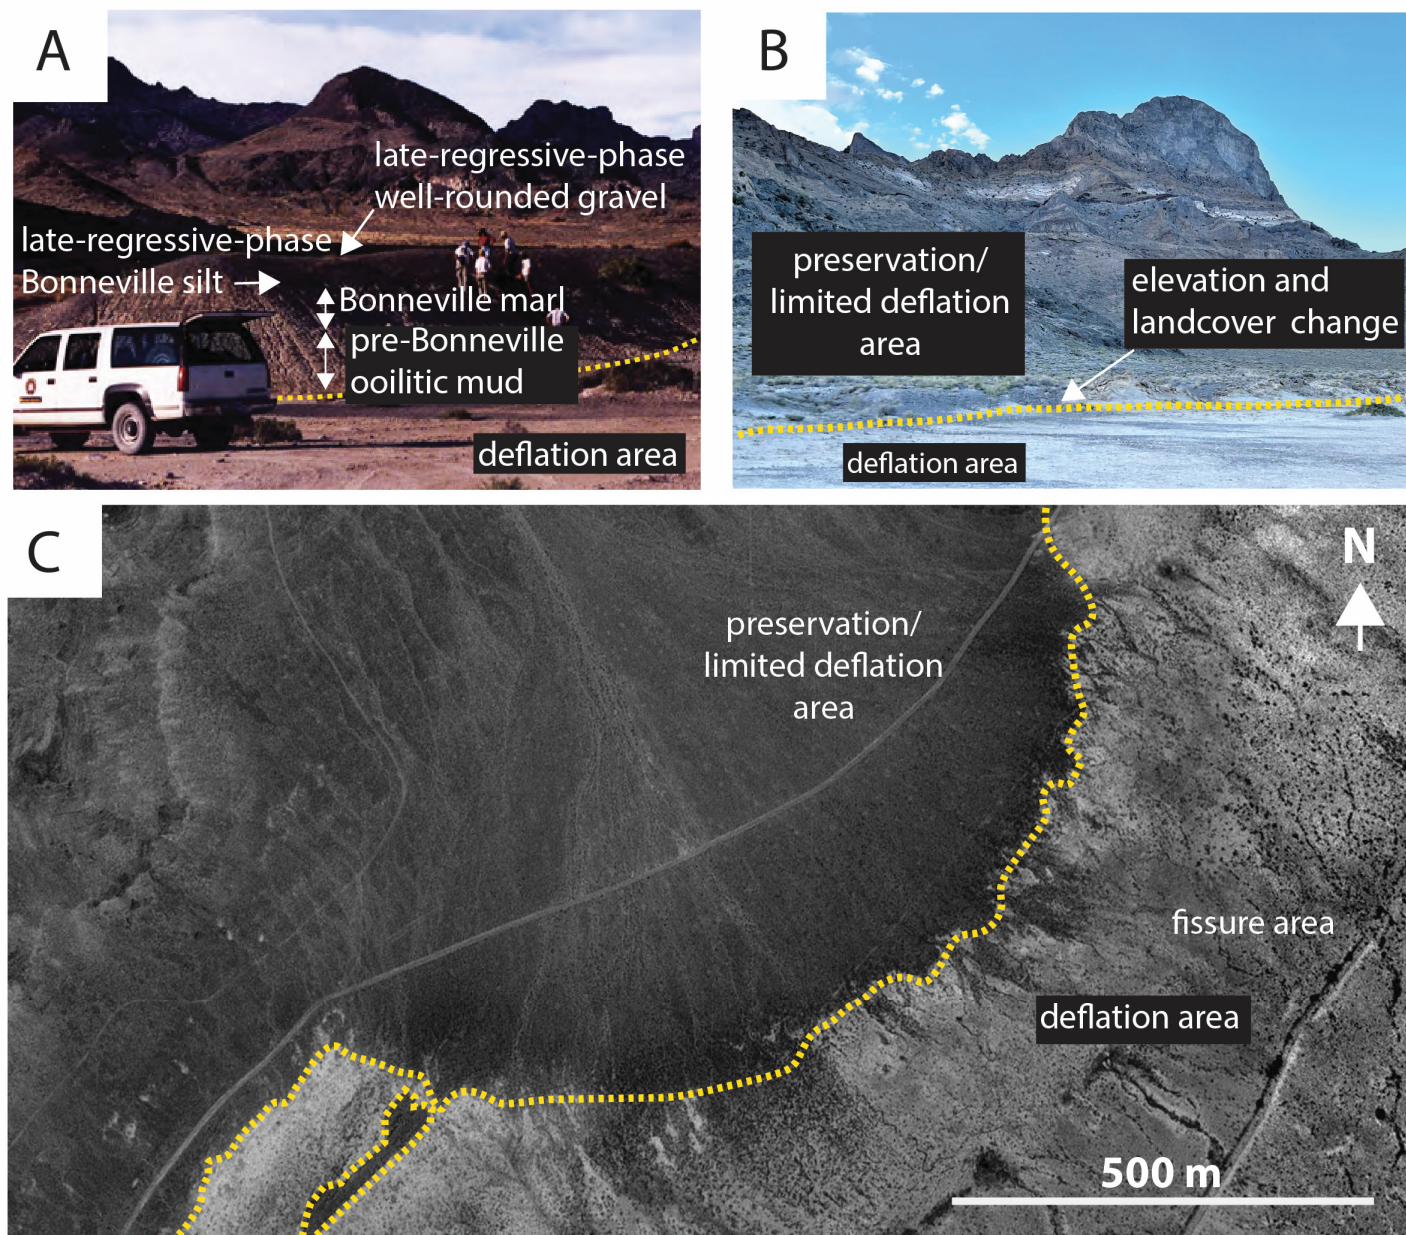 A
late-regressive-phase
well-rounded gravel
late-regressive-phase
Bonneville silt
Bonneville marl
pre-Bonneville
ooilitic mud
deflation area
B
preservation/
limited deflation
area
elevation and
landcover change
deflation area
C
N
preservation/
limited deflation
area
fissure area
deflation area
500 m